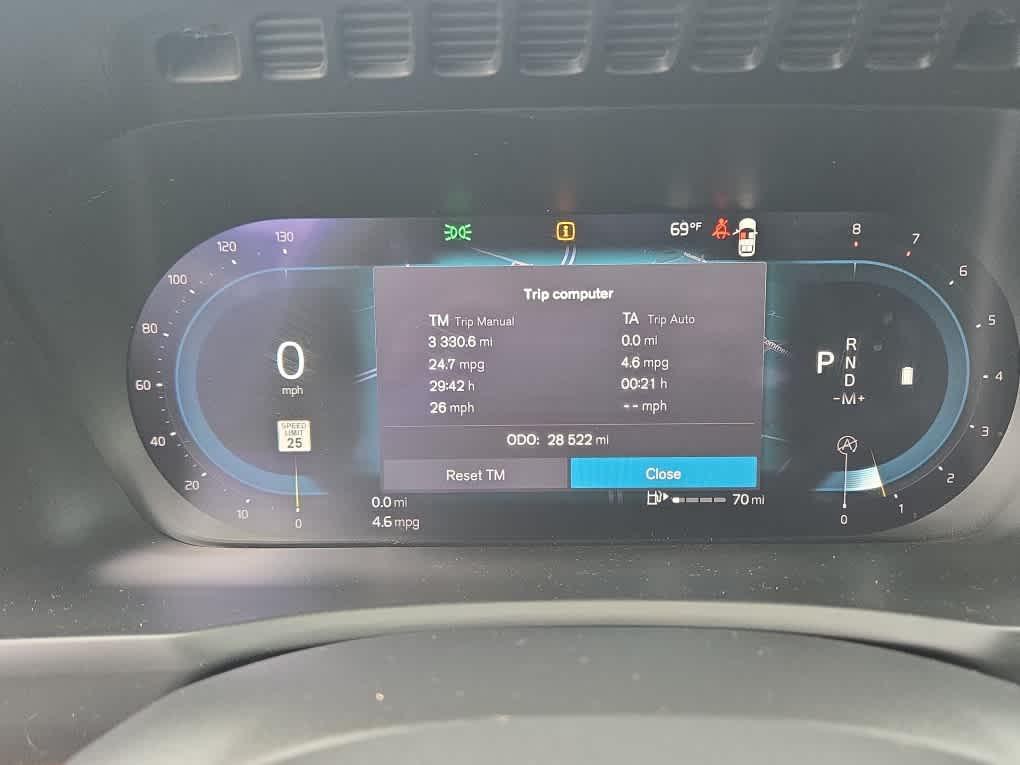 69°F
130
120
100
80
60
40
20
10
0
0
mph
SPEED
LIMIT
25
Trip computer
TM Trip Manual
3 330.6 mi
24.7 mpg
29:42 h
26 mph
TA Trip Auto
0.0 mi
4.6 mpg
00:21 h
-- mph
ODO: 28 522 mi
Reset TM
Close
0.0 mi
4.6 mpg
70 mi
P
R
N
D
-M+
A
8
7
6
5
4
3
2
1
0